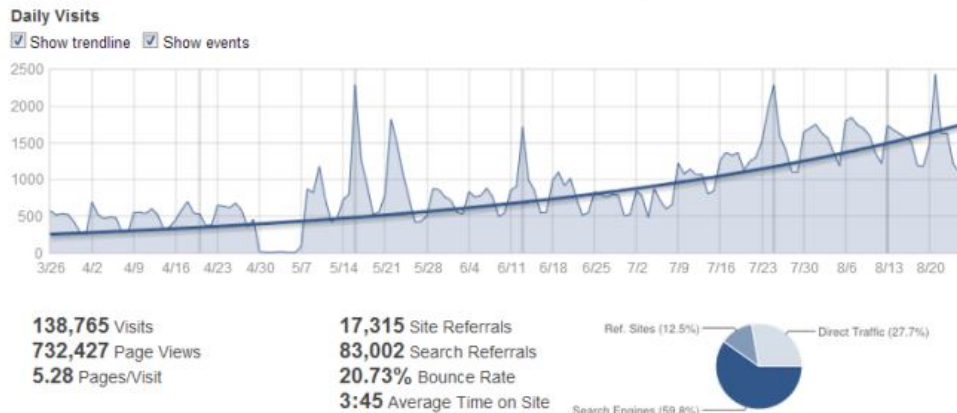 Daily Visits
Show trendline Show events
2500
2000
1500
1000
500
0
3/26 4/2 4/9 4/16 4/23 4/30 5/7 5/14 5/21 5/28 6/4 6/11 6/18 6/25 7/2 7/9 7/16 7/23 7/30 8/6 8/13 8/20
138,765 Visits
732,427 Page Views
5.28 Pages/Visit
17,315 Site Referrals
83,002 Search Referrals
20.73% Bounce Rate
3:45 Average Time on Site
Ref. Sites (12.5%)
Direct Traffic (27.7%)
Search Engines (59.8%)